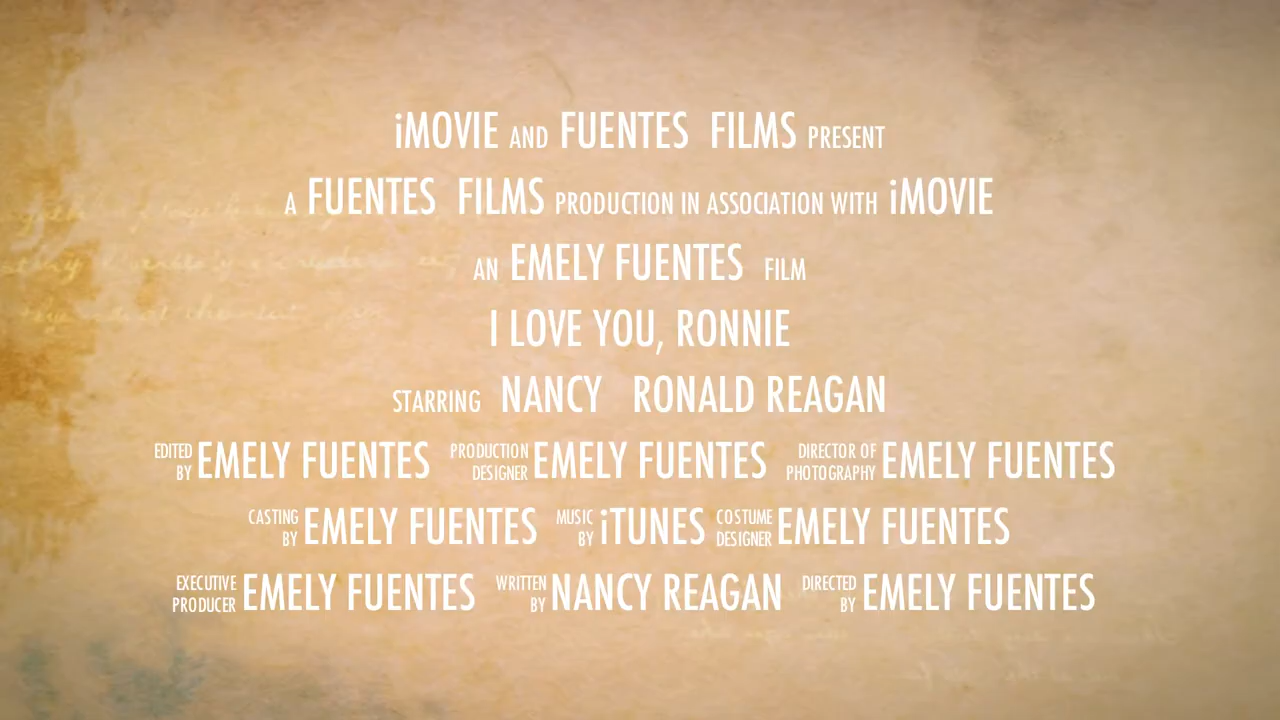 iMOVIE AND FUENTES FILMS PRESENT
A FUENTES FILMS PRODUCTION IN ASSOCIATION WITH iMOVIE
AN EMELY FUENTES FILM
I LOVE YOU, RONNIE
STARRING NANCY RONALD REAGAN
EDITED BY EMELY FUENTES PRODUCTION DESIGNER EMELY FUENTES DIRECTOR OF PHOTOGRAPHY EMELY FUENTES
CASTING BY EMELY FUENTES MUSIC BY iTUNES COSTUME DESIGNER EMELY FUENTES
EXECUTIVE PRODUCER EMELY FUENTES WRITTEN BY NANCY REAGAN DIRECTED BY EMELY FUENTES